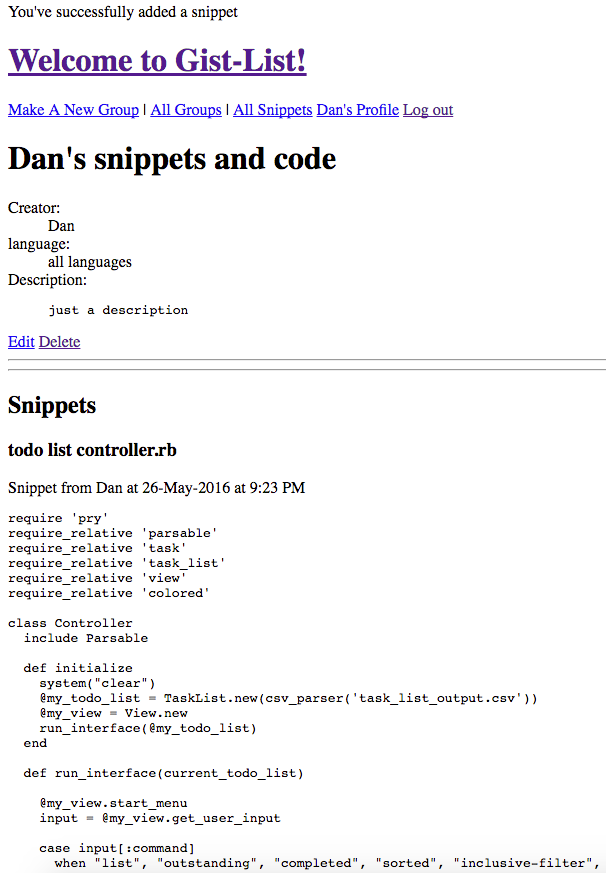 You've successfully added a snippet
Welcome to Gist-List!
Make A New Group | All Groups | All Snippets Dan's Profile Log out
Dan's snippets and code
Creator:
Dan
language:
all languages
Description:
just a description
Edit Delete
Snippets
todo list controller.rb
Snippet from Dan at 26-May-2016 at 9:23 PM
require 'pry'
require_relative 'parsable'
require_relative 'task'
require_relative 'task_list'
require_relative 'view'
require_relative 'colored'
class Controller
  include Parsable
  def initialize
    system("clear")
    @my_todo_list = TaskList.new(csv_parser('task_list_output.csv'))
    @my_view = View.new
    run_interface(@my_todo_list)
  end
  def run_interface(current_todo_list)
    @my_view.start_menu
    input = @my_view.get_user_input
    case input[:command]
      when "list", "outstanding", "completed", "sorted", "inclusive-filter",